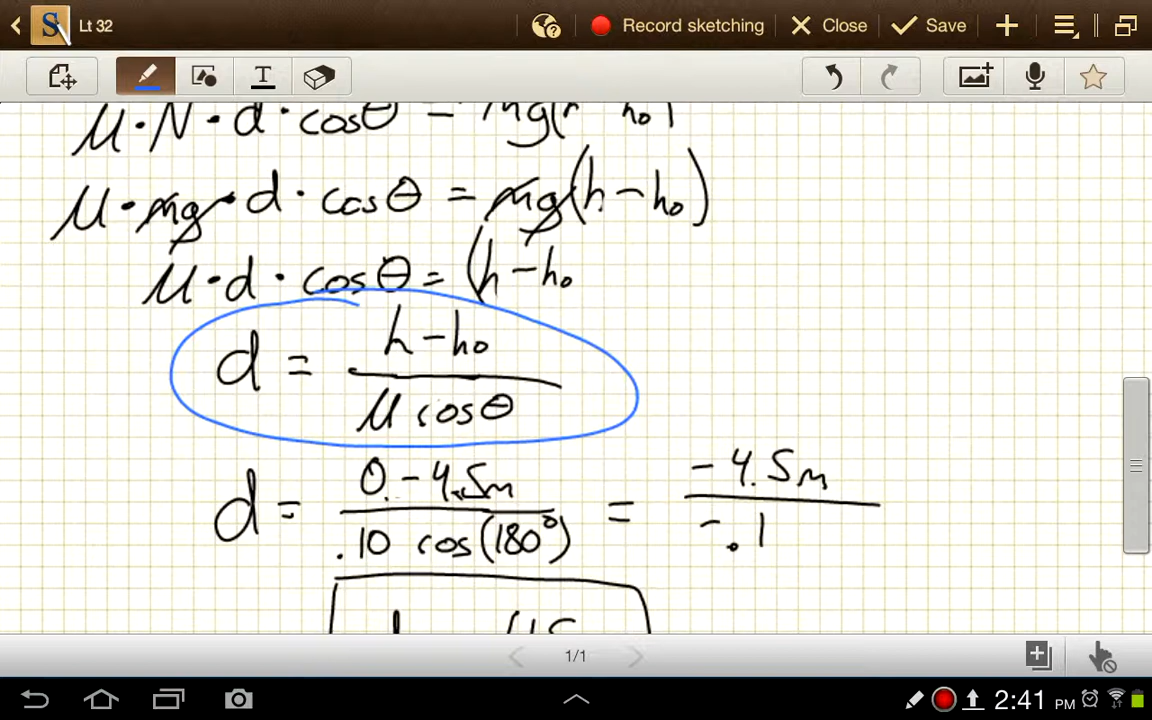 Lt 32
Record sketching
Close
Save
μ·N·d·cosθ = mg(h-h₀)
μ·mg·d·cosθ = mg(h-h₀)
μ·d·cosθ = (h-h₀
d = h-h₀ / μ cosθ
d = 0.-4.5m / .10 cos(180°) = -4.5m / -.1
1/1
2:41 PM